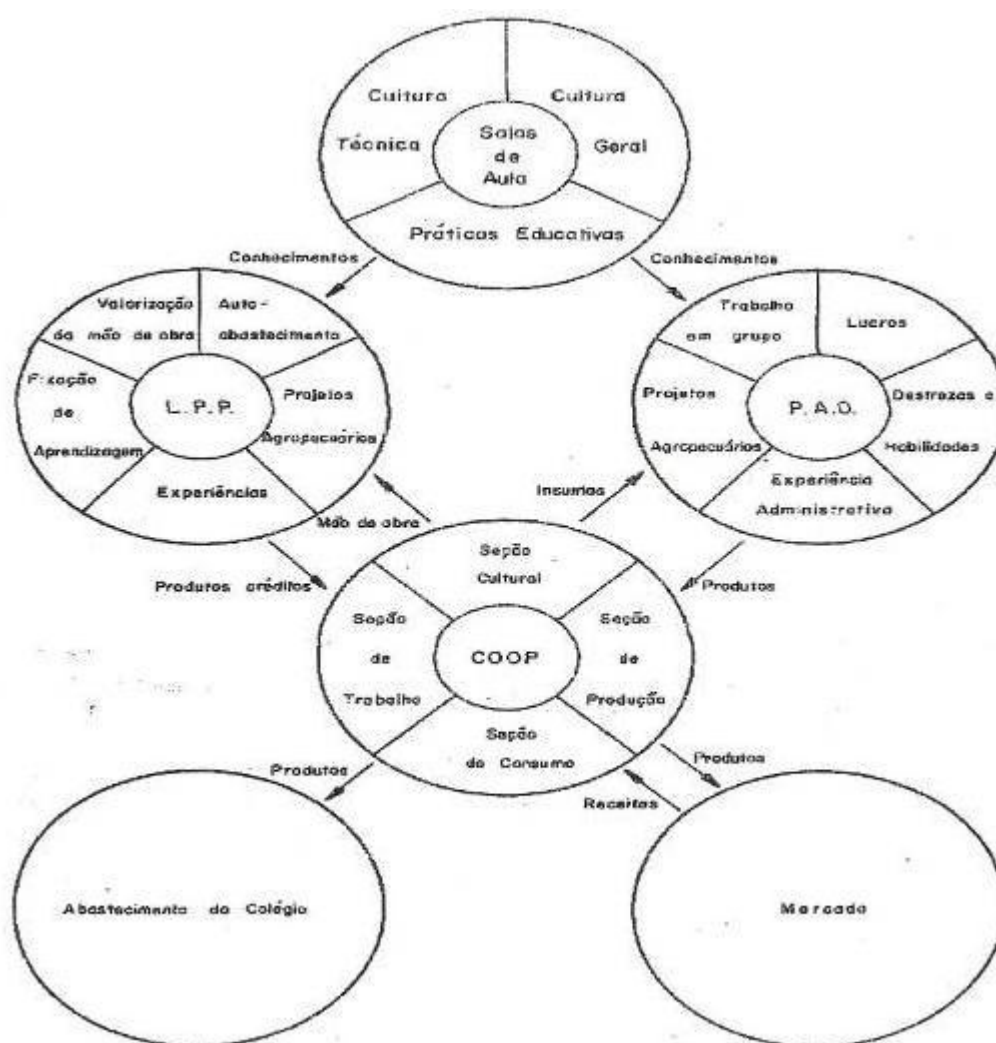 Cultura
Técnica
Cultura
Geral
Salas
de
Aula
Práticas Educativas
Conhecimentos
Conhecimentos
Valorização
da mão de obra
Auto-
abastecimento
Fixação
de
Aprendizagem
L.P.P.
Projetos
Agropecuários
Experiências
Trabalho
em grupo
Lucros
Projetos
Agropecuários
P.A.O.
Destrezas e
Habilidades
Experiência
Administrativa
Mão de obra
Insumos
Produtos créditos
Produtos
Seção
Cultural
Seção
de
Trabalho
COOP
Seção
de
Produção
Seção
de Consumo
Produtos
Produtos
Receitas
Abastecimento do Colégio
Mercado